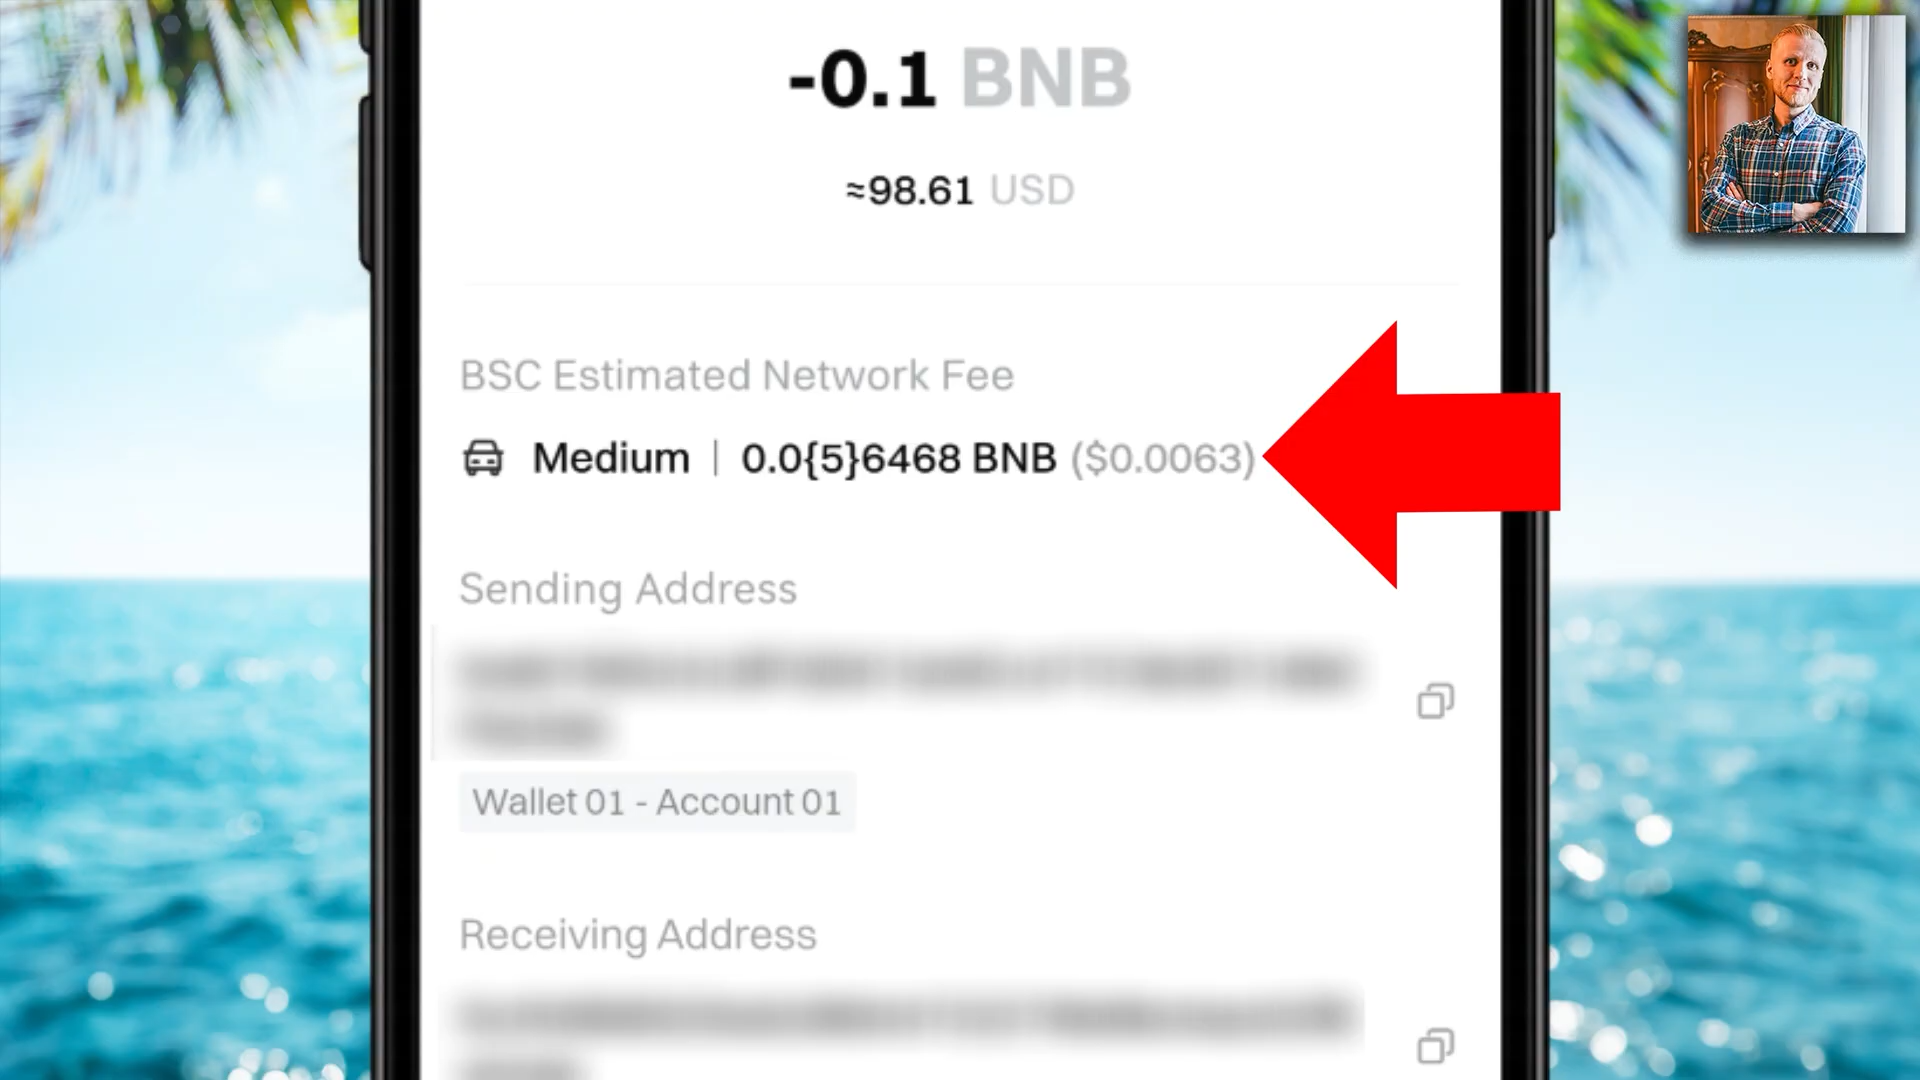 -0.1 BNB
≈98.61 USD
BSC Estimated Network Fee
Medium | 0.0{5}6468 BNB ($0.0063)
Sending Address
Wallet 01 - Account 01
Receiving Address